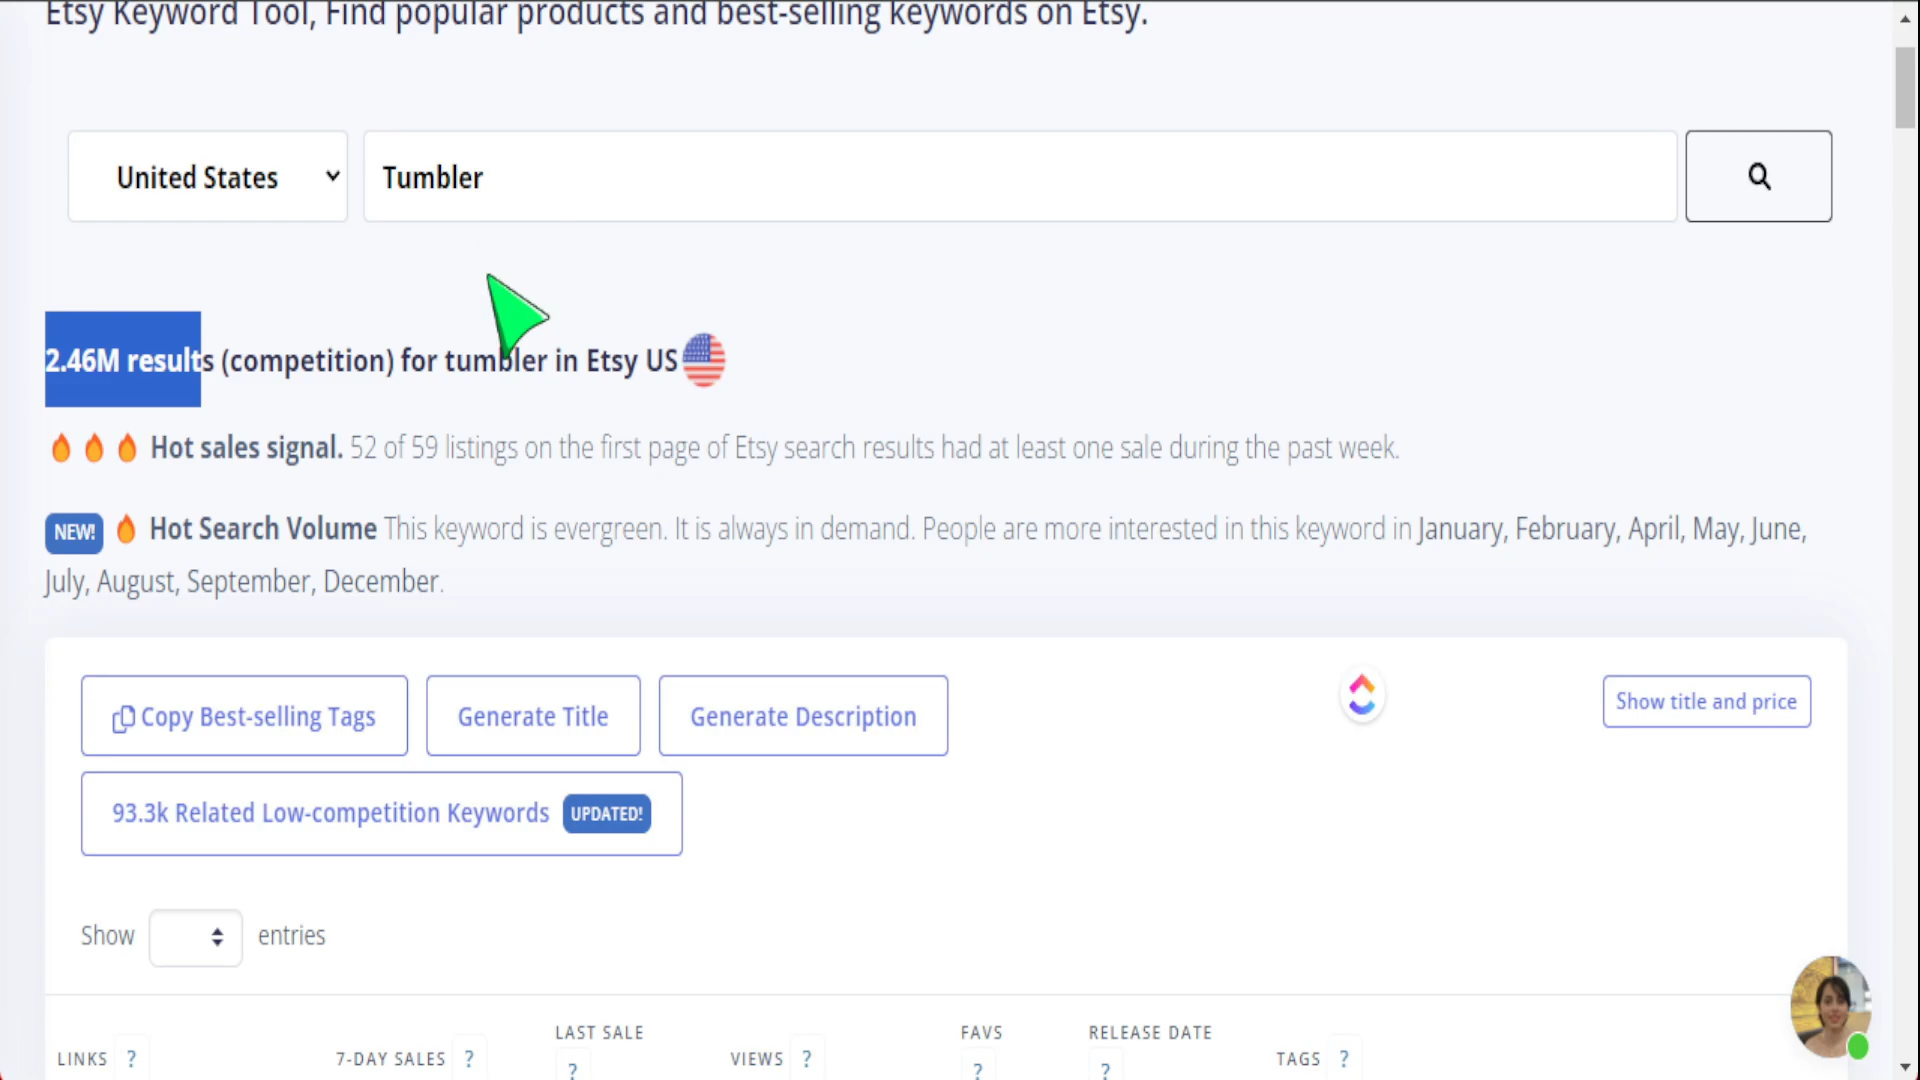 Etsy Keyword Tool, Find popular products and best-selling keywords on Etsy.
United States
Tumbler
2.46M results (competition) for tumbler in Etsy US
Hot sales signal. 52 of 59 listings on the first page of Etsy search results had at least one sale during the past week.
NEW! Hot Search Volume This keyword is evergreen. It is always in demand. People are more interested in this keyword in January, February, April, May, June,
July, August, September, December.
Copy Best-selling Tags
Generate Title
Generate Description
Show title and price
93.3k Related Low-competition Keywords UPDATED!
Show entries
LINKS ?
7-DAY SALES ?
LAST SALE
?
VIEWS ?
FAVS
?
RELEASE DATE
?
TAGS ?